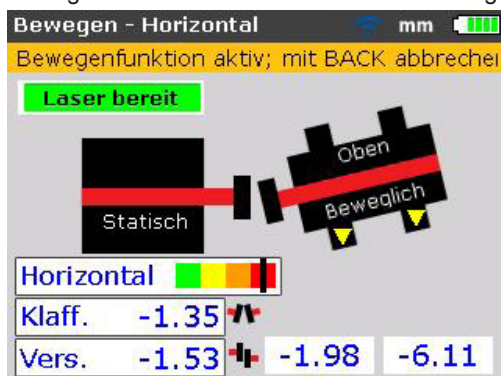 Bewegen - Horizontal mm
Bewegenfunktion aktiv; mit BACK abbrechen
Laser bereit
Oben
Statisch
Beweglich
Horizontal
Klaff. -1.35
Vers. -1.53 -1.98 -6.11